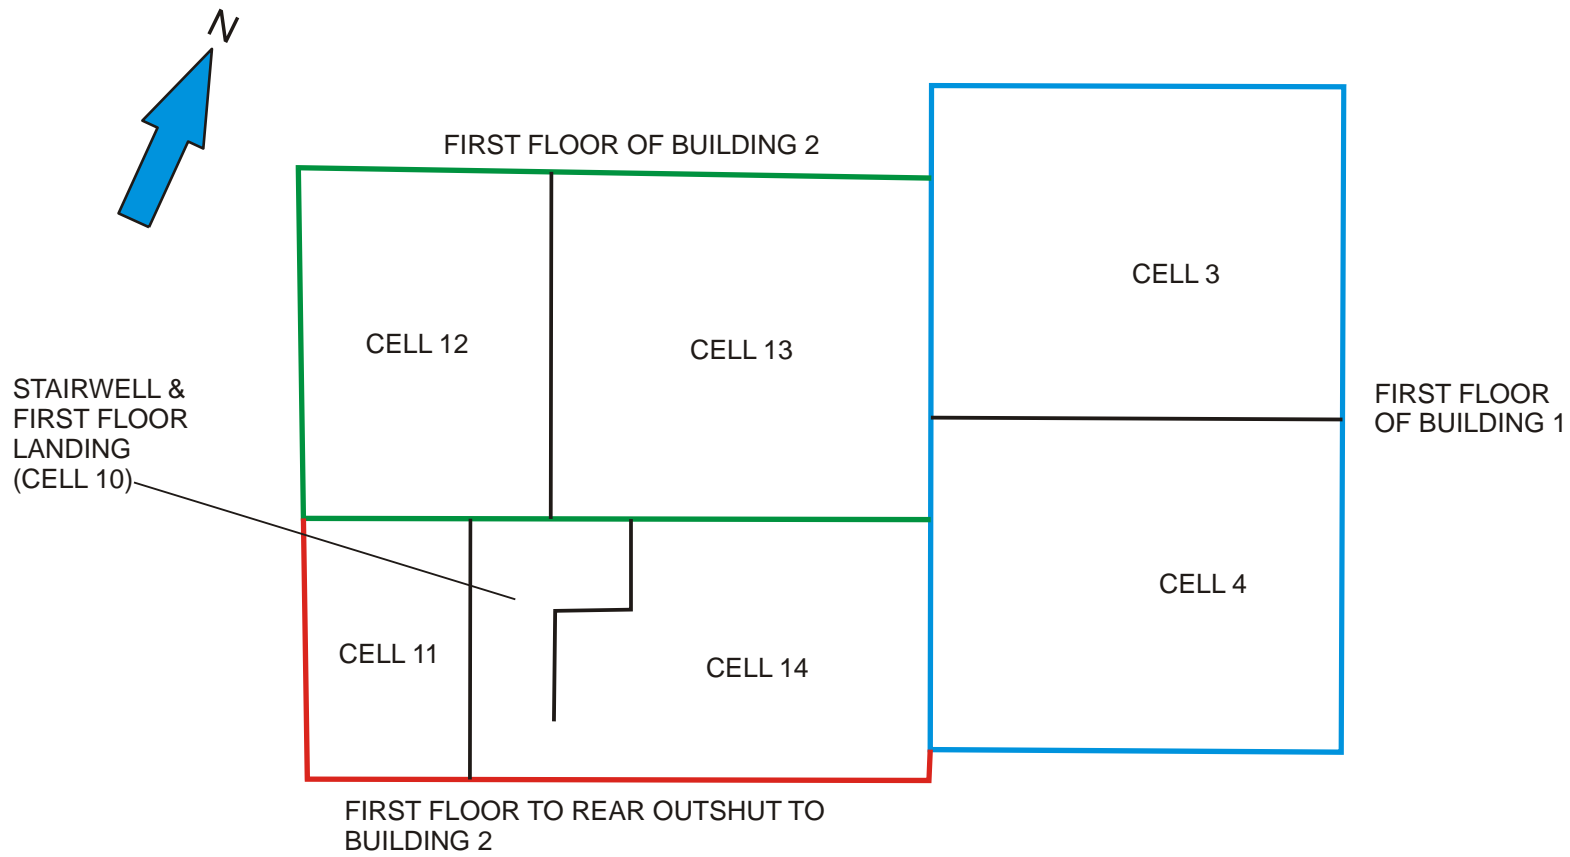 N
FIRST FLOOR OF BUILDING 2
CELL 3
CELL 12
CELL 13
STAIRWELL &
FIRST FLOOR
LANDING
(CELL 10)
FIRST FLOOR
OF BUILDING 1
CELL 4
CELL 11
CELL 14
FIRST FLOOR TO REAR OUTSHUT TO
BUILDING 2